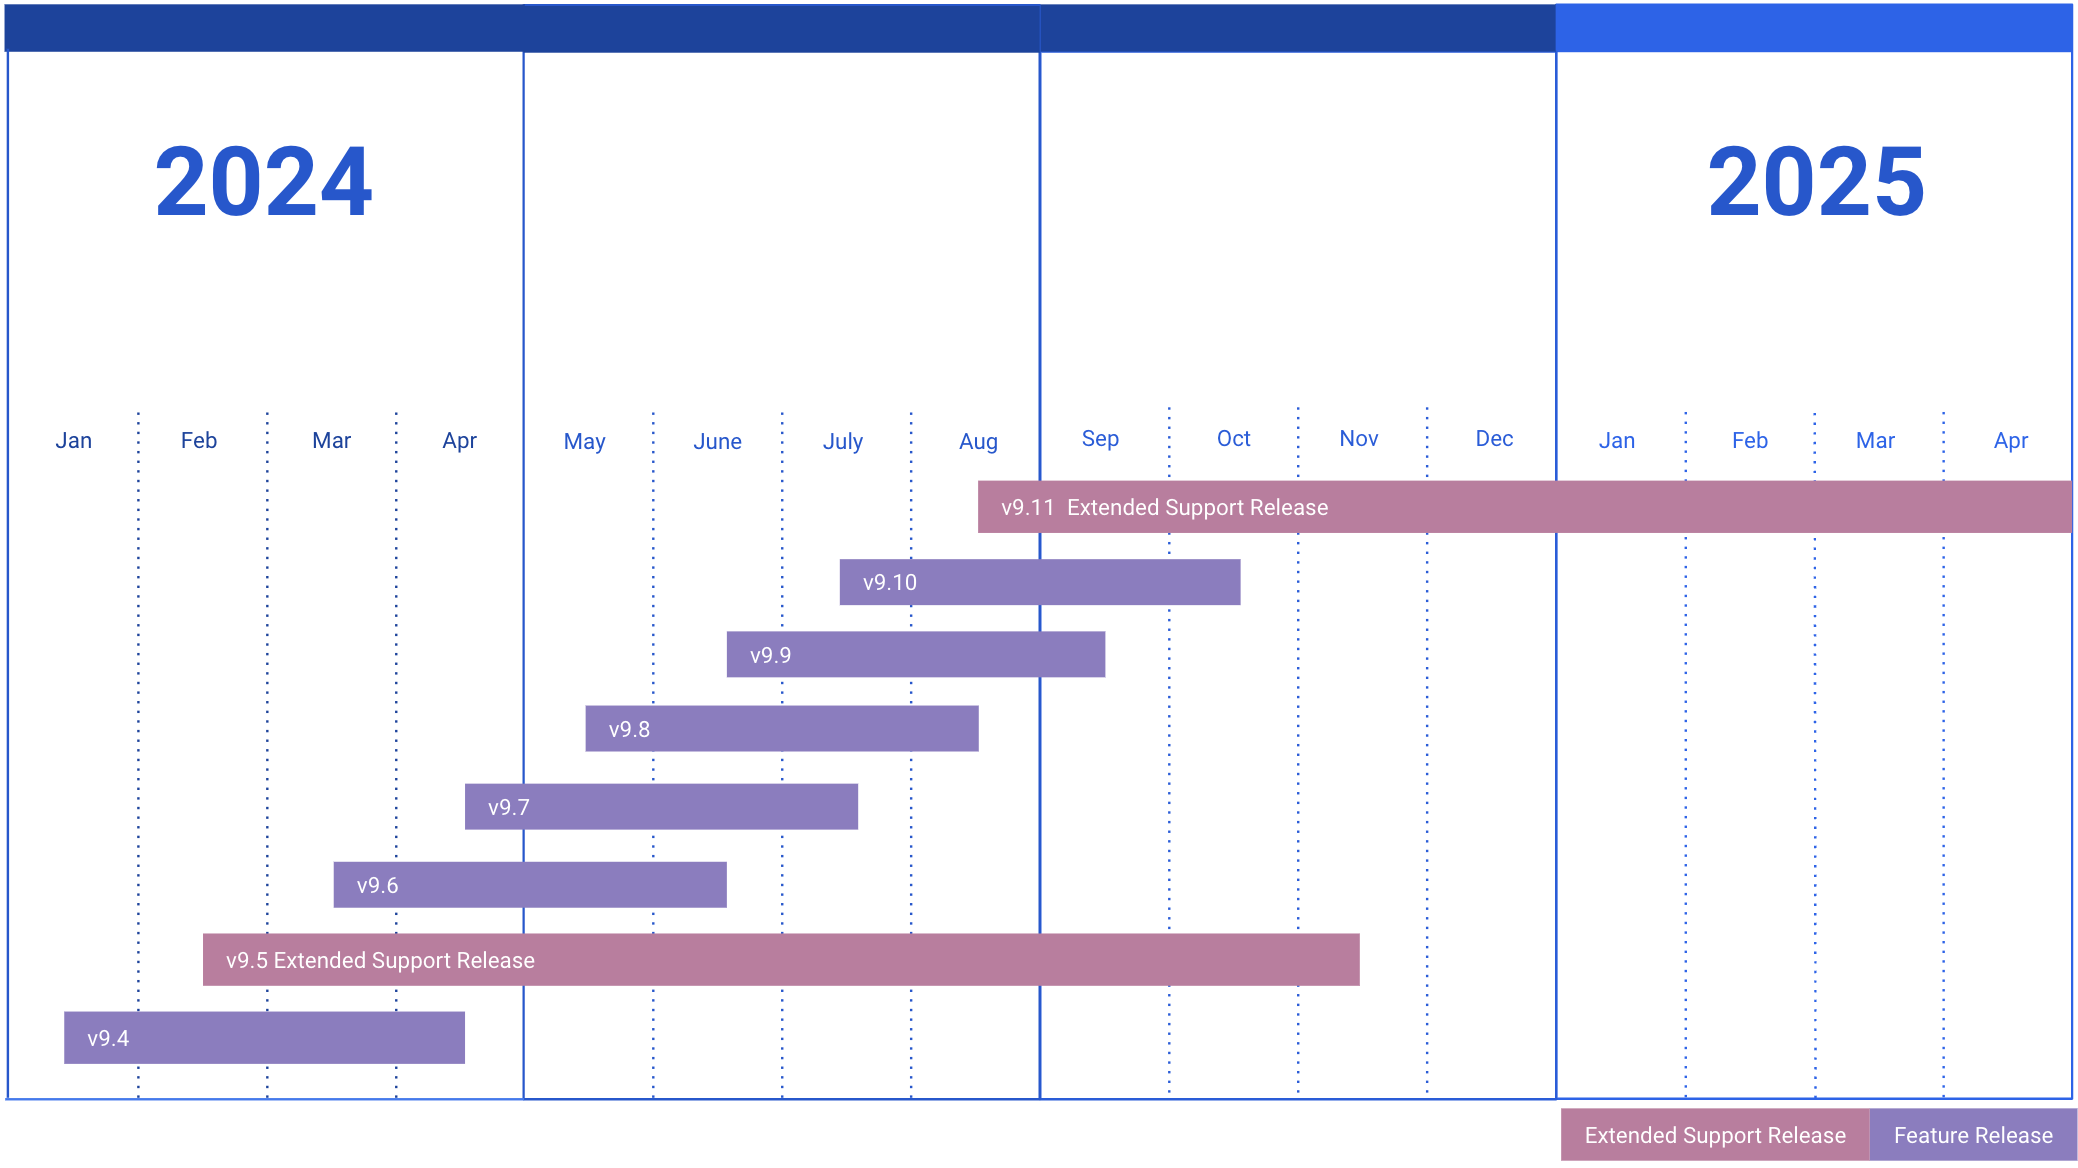 2024
2025
Jan Feb Mar Apr May June July Aug Sep Oct Nov Dec Jan Feb Mar Apr
v9.11 Extended Support Release
v9.10
v9.9
v9.8
v9.7
v9.6
v9.5 Extended Support Release
v9.4
Extended Support Release Feature Release